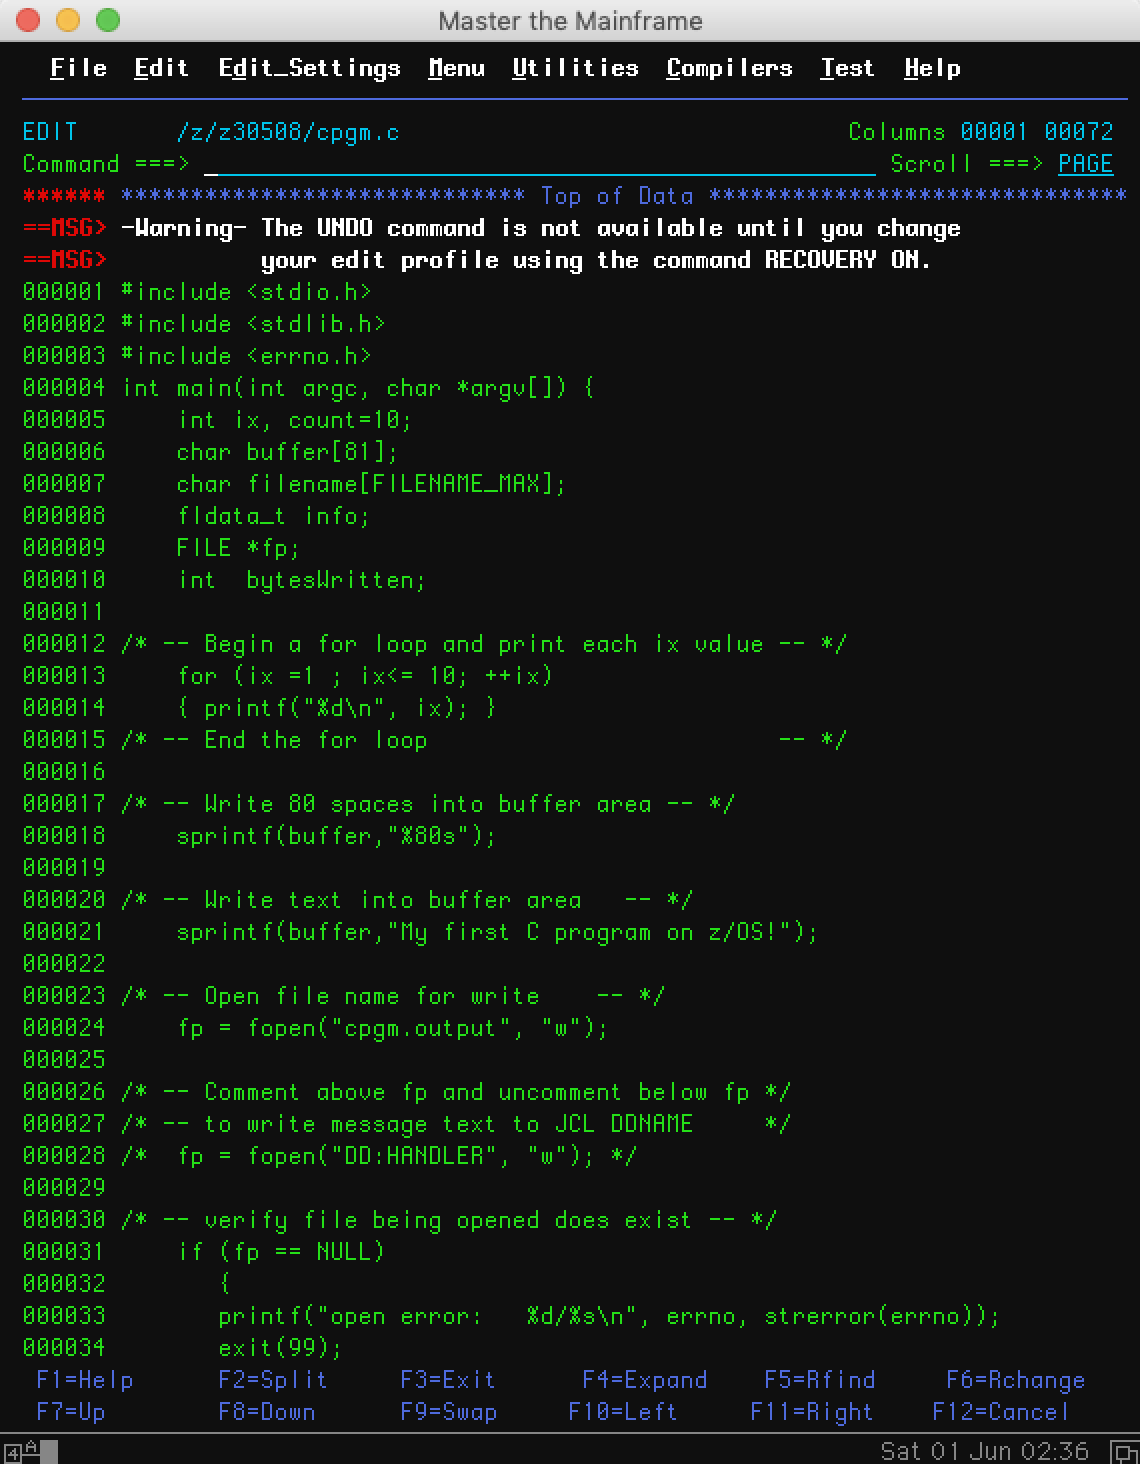 Master the Mainframe
File  Edit  Edit_Settings  Menu  Utilities  Compilers  Test  Help
EDIT       /z/z30508/cpgm.c                                Columns 00001 00072
Command ===>                                                  Scroll ===> PAGE
****** ***************************** Top of Data ******************************
==MSG> -Warning- The UNDO command is not available until you change
==MSG>           your edit profile using the command RECOVERY ON.
000001 #include <stdio.h>
000002 #include <stdlib.h>
000003 #include <errno.h>
000004 int main(int argc, char *argv[]) {
000005     int ix, count=10;
000006     char buffer[81];
000007     char filename[FILENAME_MAX];
000008     fldata_t info;
000009     FILE *fp;
000010     int  bytesWritten;
000011
000012 /* -- Begin a for loop and print each ix value -- */
000013     for (ix =1 ; ix<= 10; ++ix)
000014     { printf("%d\n", ix); }
000015 /* -- End the for loop                         -- */
000016
000017 /* -- Write 80 spaces into buffer area -- */
000018     sprintf(buffer,"%80s");
000019
000020 /* -- Write text into buffer area   -- */
000021     sprintf(buffer,"My first C program on z/OS!");
000022
000023 /* -- Open file name for write    -- */
000024     fp = fopen("cpgm.output", "w");
000025
000026 /* -- Comment above fp and uncomment below fp */
000027 /* -- to write message text to JCL DDNAME     */
000028 /*  fp = fopen("DD:HANDLER", "w"); */
000029
000030 /* -- verify file being opened does exist -- */
000031     if (fp == NULL)
000032        {
000033        printf("open error:   %d/%s\n", errno, strerror(errno));
000034        exit(99);
F1=Help      F2=Split     F3=Exit      F4=Expand    F5=Rfind     F6=Rchange
F7=Up        F8=Down      F9=Swap     F10=Left     F11=Right    F12=Cancel
4 A
Sat 01 Jun 02:36